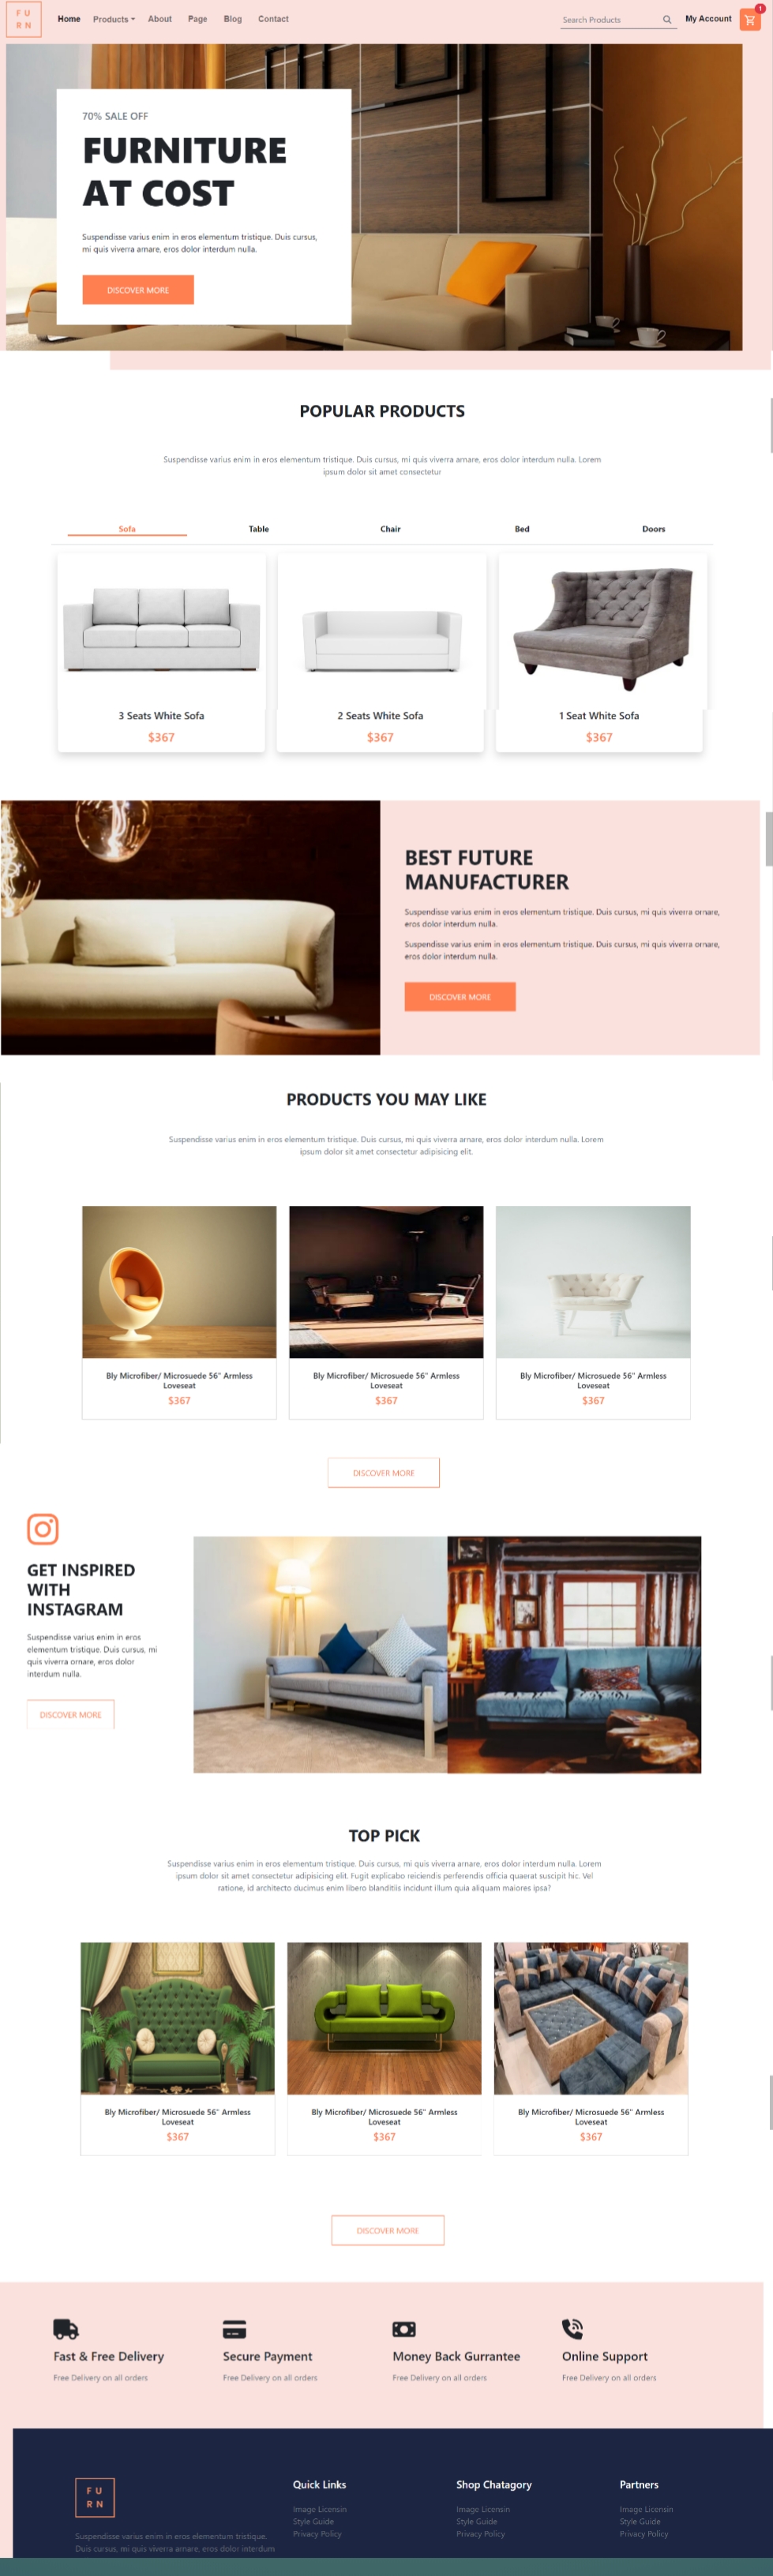 F U
R N
Home Products About Page Blog Contact
Search Products
My Account
1
70% SALE OFF
FURNITURE
AT COST
Suspendisse varius enim in eros elementum tristique. Duis cursus,
mi quis viverra arnare, eros dolor interdum nulla.
DISCOVER MORE
POPULAR PRODUCTS
Suspendisse varius enim in eros elementum tristique. Duis cursus, mi quis viverra arnare, eros dolor interdum nulla. Lorem
ipsum dolor sit amet consectetur
Sofa Table Chair Bed Doors
3 Seats White Sofa
$367
2 Seats White Sofa
$367
1 Seat White Sofa
$367
BEST FUTURE
MANUFACTURER
Suspendisse varius enim in eros elementum tristique. Duis cursus, mi quis viverra ornare,
eros dolor interdum nulla.
Suspendisse varius enim in eros elementum tristique. Duis cursus, mi quis viverra ornare,
eros dolor interdum nulla.
DISCOVER MORE
PRODUCTS YOU MAY LIKE
Suspendisse varius enim in eros elementum tristique. Duis cursus, mi quis viverra arnare, eros dolor interdum nulla. Lorem
ipsum dolor sit amet consectetur adipisicing elit.
Bly Microfiber/ Microsuede 56" Armless
Loveseat
$367
Bly Microfiber/ Microsuede 56" Armless
Loveseat
$367
Bly Microfiber/ Microsuede 56" Armless
Loveseat
$367
DISCOVER MORE
GET INSPIRED
WITH
INSTAGRAM
Suspendisse varius enim in eros
elementum tristique. Duis cursus, mi
quis viverra ornare, eros dolor
interdum nulla.
DISCOVER MORE
TOP PICK
Suspendisse varius enim in eros elementum tristique. Duis cursus, mi quis viverra arnare, eros dolor interdum nulla. Lorem
ipsum dolor sit amet consectetur adipisicing elit. Fugit explicabo reiciendis perferendis officia quaerat suscipit hic. Vel
ratione, id architecto ducimus enim libero blanditiis incidunt illum quia aliquam maiores ipsa?
Bly Microfiber/ Microsuede 56" Armless
Loveseat
$367
Bly Microfiber/ Microsuede 56" Armless
Loveseat
$367
Bly Microfiber/ Microsuede 56" Armless
Loveseat
$367
DISCOVER MORE
Fast & Free Delivery
Free Delivery on all orders
Secure Payment
Free Delivery on all orders
Money Back Gurrantee
Free Delivery on all orders
Online Support
Free Delivery on all orders
F U
R N
Suspendisse varius enim in eros elementum tristique.
Duis cursus, mi quis viverra arnare, eros dolor interdum
Quick Links
Image Licensin
Style Guide
Privacy Policy
Shop Chatagory
Image Licensin
Style Guide
Privacy Policy
Partners
Image Licensin
Style Guide
Privacy Policy